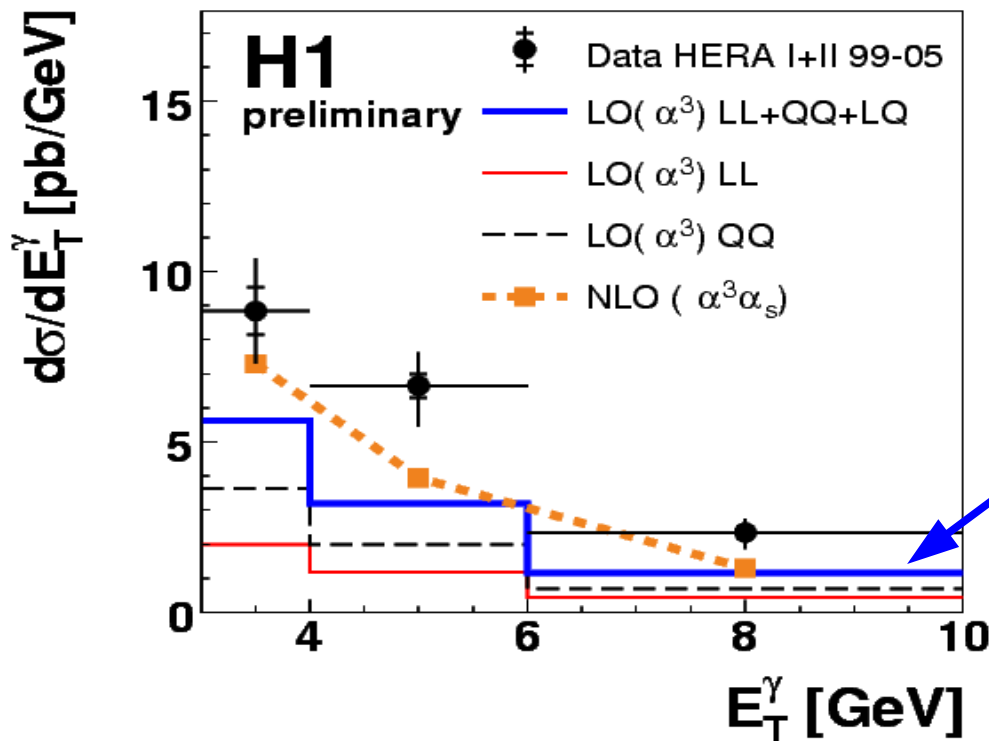 H1
preliminary
Data HERA I+II 99-05
LO( α³) LL+QQ+LQ
LO( α³) LL
LO( α³) QQ
NLO ( α³αₛ)
dσ/dE_T^γ [pb/GeV]
15
10
5
0
4 6 8 10
E_T^γ [GeV]